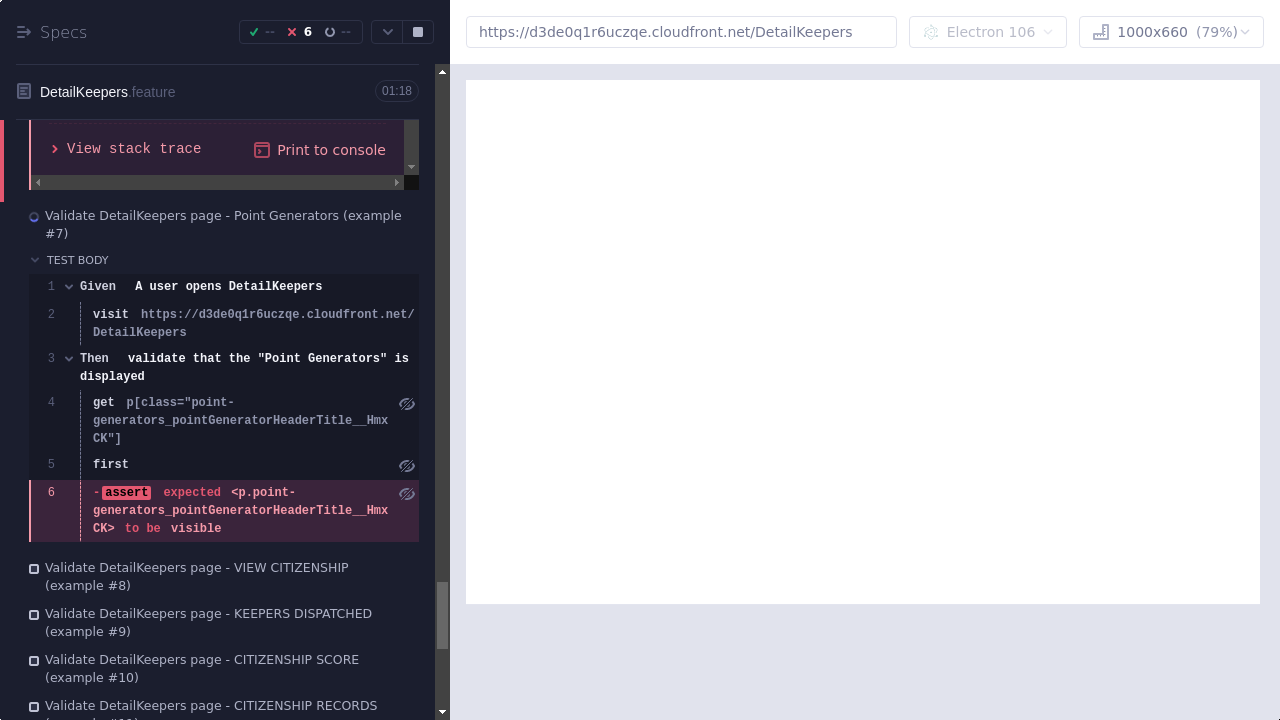 Specs
-- 6 --
https://d3de0q1r6uczqe.cloudfront.net/DetailKeepers
Electron 106
1000x660 (79%)
DetailKeepers.feature
01:18
View stack trace
Print to console
Validate DetailKeepers page - Point Generators (example
#7)
TEST BODY
1 Given A user opens DetailKeepers
2 visit https://d3de0q1r6uczqe.cloudfront.net/
DetailKeepers
3 Then validate that the "Point Generators" is
displayed
4 get p[class="point-
generators_pointGeneratorHeaderTitle__Hmx
CK"]
5 first
6 -assert expected <p.point-
generators_pointGeneratorHeaderTitle__Hmx
CK> to be visible
Validate DetailKeepers page - VIEW CITIZENSHIP
(example #8)
Validate DetailKeepers page - KEEPERS DISPATCHED
(example #9)
Validate DetailKeepers page - CITIZENSHIP SCORE
(example #10)
Validate DetailKeepers page - CITIZENSHIP RECORDS